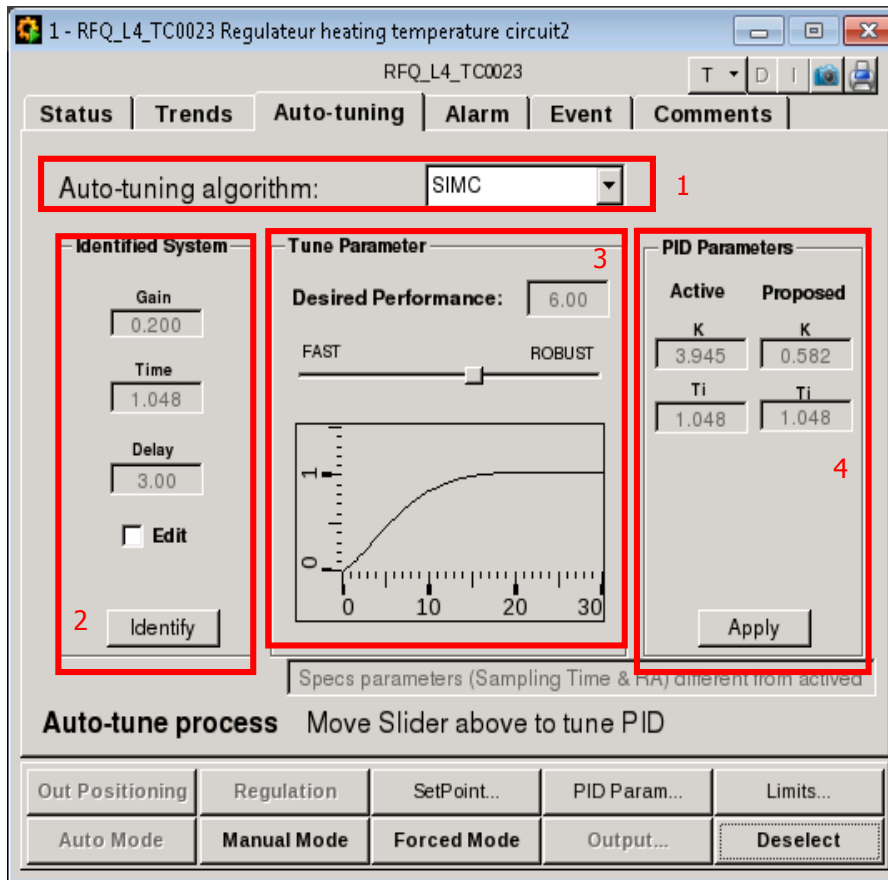 1 - RFQ_L4_TC0023 Regulateur heating temperature circuit2
RFQ_L4_TC0023
T D I
Status Trends Auto-tuning Alarm Event Comments
Auto-tuning algorithm: SIMC 1
Identified System
Gain
0.200
Time
1.048
Delay
3.00
Edit
2 Identify
Tune Parameter
3
Desired Performance: 6.00
FAST ROBUST
1
0
0 10 20 30
PID Parameters
Active Proposed
K K
3.945 0.582
Ti Ti
1.048 1.048
4
Apply
Specs parameters (Sampling Time & RA) different from actived
Auto-tune process Move Slider above to tune PID
Out Positioning Regulation SetPoint... PID Param... Limits...
Auto Mode Manual Mode Forced Mode Output... Deselect